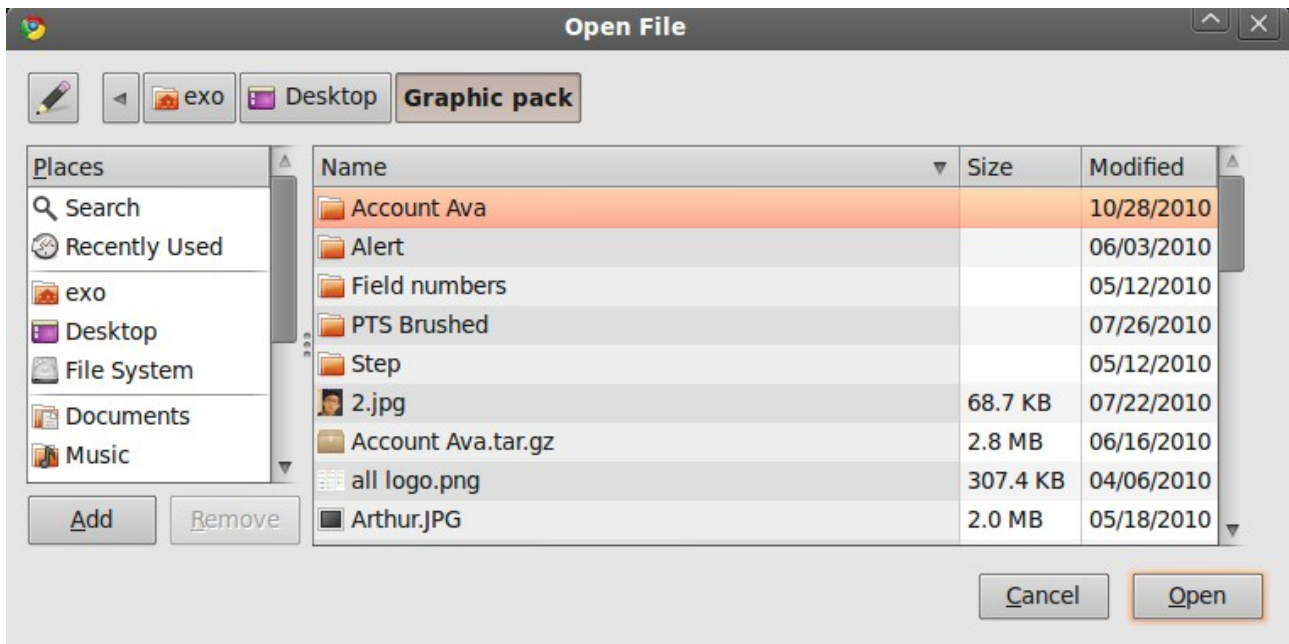 Open File
exo Desktop Graphic pack
Places
Search
Recently Used
exo
Desktop
File System
Documents
Music
Add Remove
Name Size Modified
Account Ava 10/28/2010
Alert 06/03/2010
Field numbers 05/12/2010
PTS Brushed 07/26/2010
Step 05/12/2010
2.jpg 68.7 KB 07/22/2010
Account Ava.tar.gz 2.8 MB 06/16/2010
all logo.png 307.4 KB 04/06/2010
Arthur.JPG 2.0 MB 05/18/2010
Cancel Open